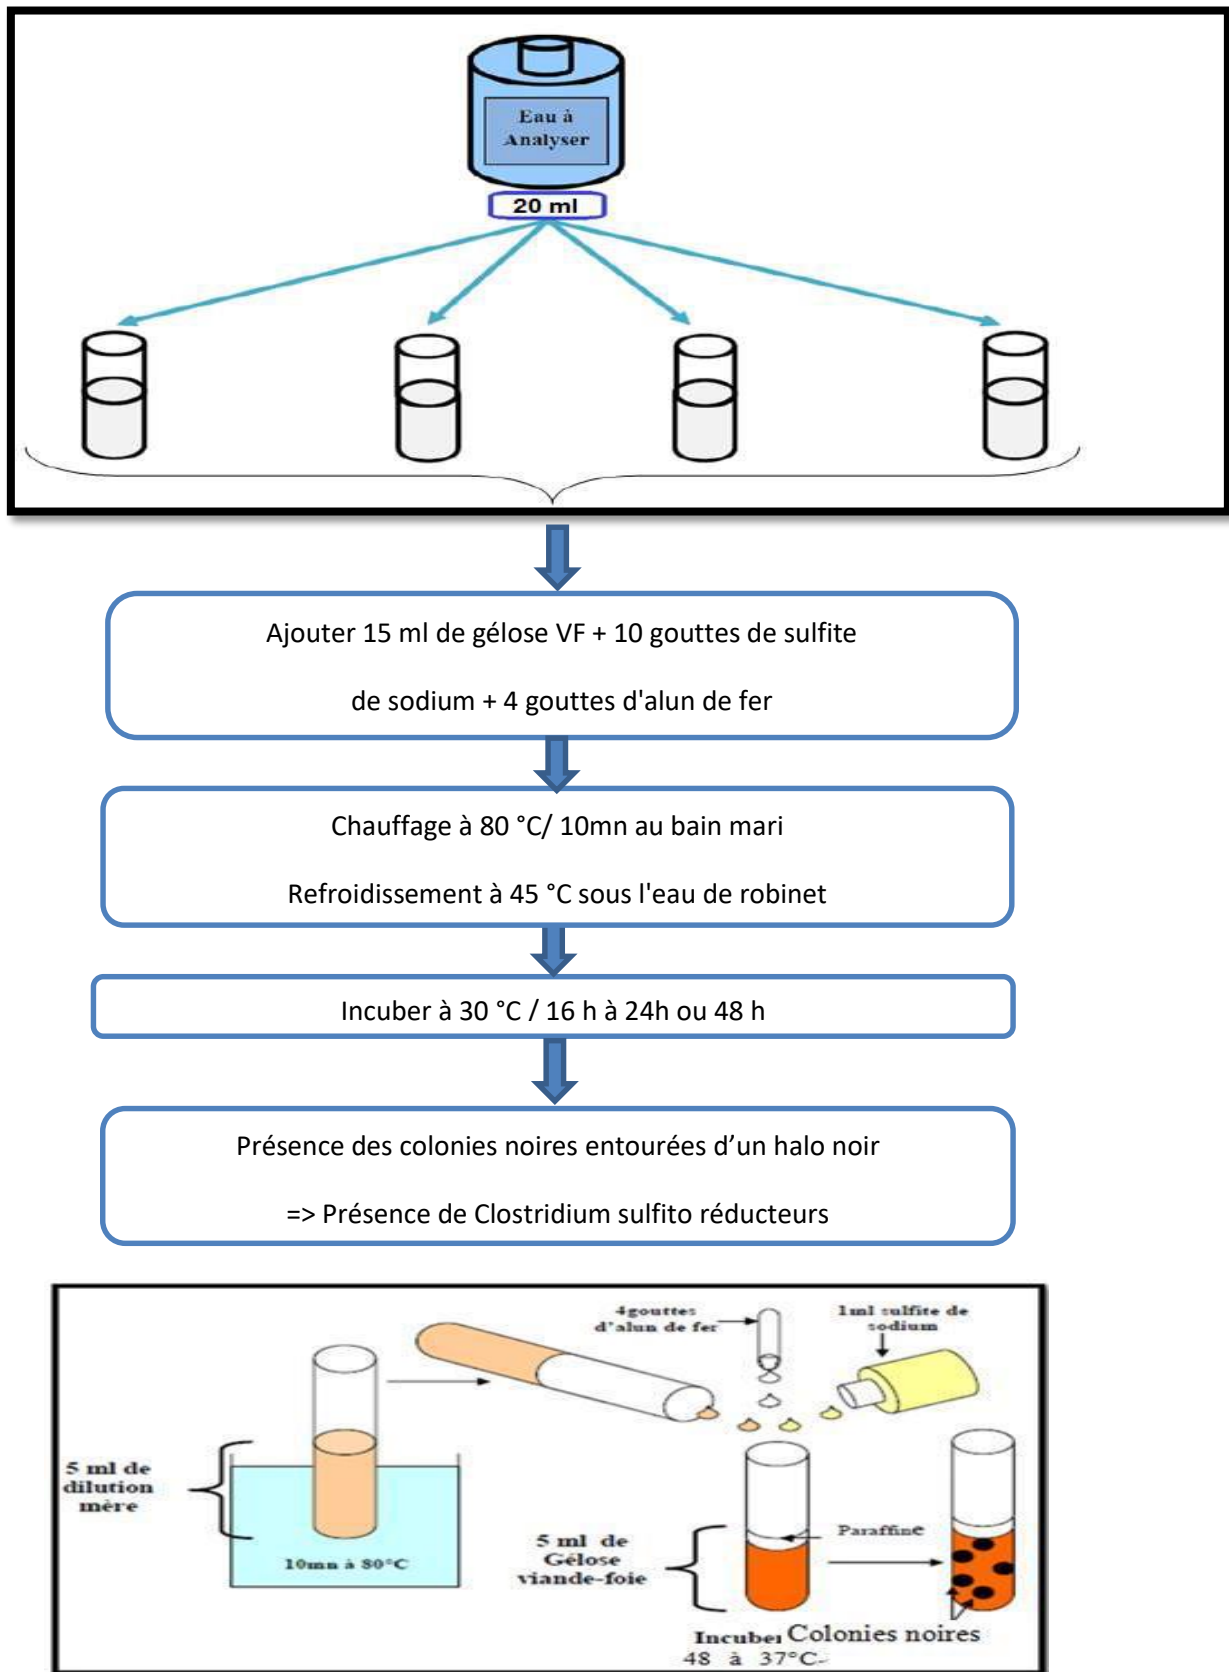 Eau à
Analyser
20 ml
Ajouter 15 ml de gélose VF + 10 gouttes de sulfite
de sodium + 4 gouttes d'alun de fer
Chauffage à 80 °C/ 10mn au bain mari
Refroidissement à 45 °C sous l'eau de robinet
Incuber à 30 °C / 16 h à 24h ou 48 h
Présence des colonies noires entourées d’un halo noir
=> Présence de Clostridium sulfito réducteurs
4gouttes
d'alun de fer
1ml sulfite de
sodium
5 ml de
dilution
mère
10mn à 80°C
5 ml de
Gélose
viande-foie
Paraffine
Incuber Colonies noires
48 à 37°C